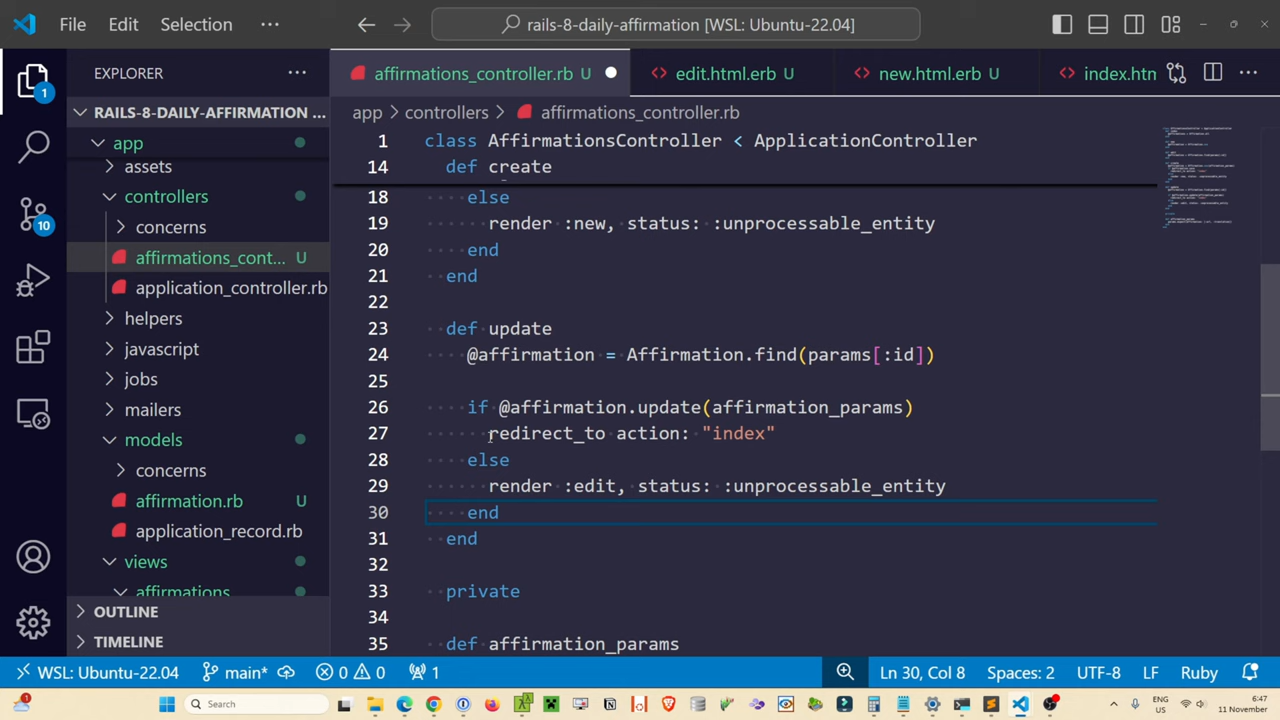 File Edit Selection ··· rails-8-daily-affirmation [WSL: Ubuntu-22.04]
EXPLORER ···
affirmations_controller.rb U
edit.html.erb U
new.html.erb U
index.htn
RAILS-8-DAILY-AFFIRMATION ...
app > controllers > affirmations_controller.rb
app
assets
controllers
concerns
affirmations_cont... U
application_controller.rb
helpers
javascript
jobs
mailers
models
concerns
affirmation.rb U
application_record.rb
views
affirmations
OUTLINE
TIMELINE
1
10
1 class AffirmationsController < ApplicationController
14 def create
18 else
19 render :new, status: :unprocessable_entity
20 end
21 end
22
23 def update
24 @affirmation = Affirmation.find(params[:id])
25
26 if @affirmation.update(affirmation_params)
27 redirect_to action: "index"
28 else
29 render :edit, status: :unprocessable_entity
30 end
31 end
32
33 private
34
35 def affirmation_params
WSL: Ubuntu-22.04 main* 0 0 1 Ln 30, Col 8 Spaces: 2 UTF-8 LF Ruby
1 Search ENG US 6:47 11 November